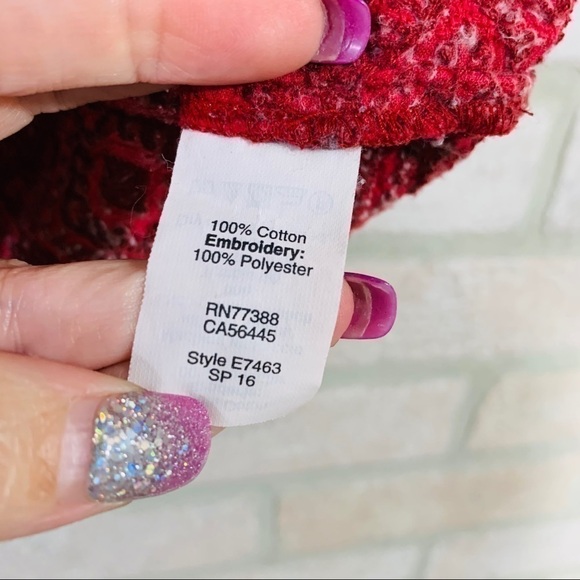 100% Cotton
Embroidery:
100% Polyester
RN77388
CA56445
Style E7463
SP 16